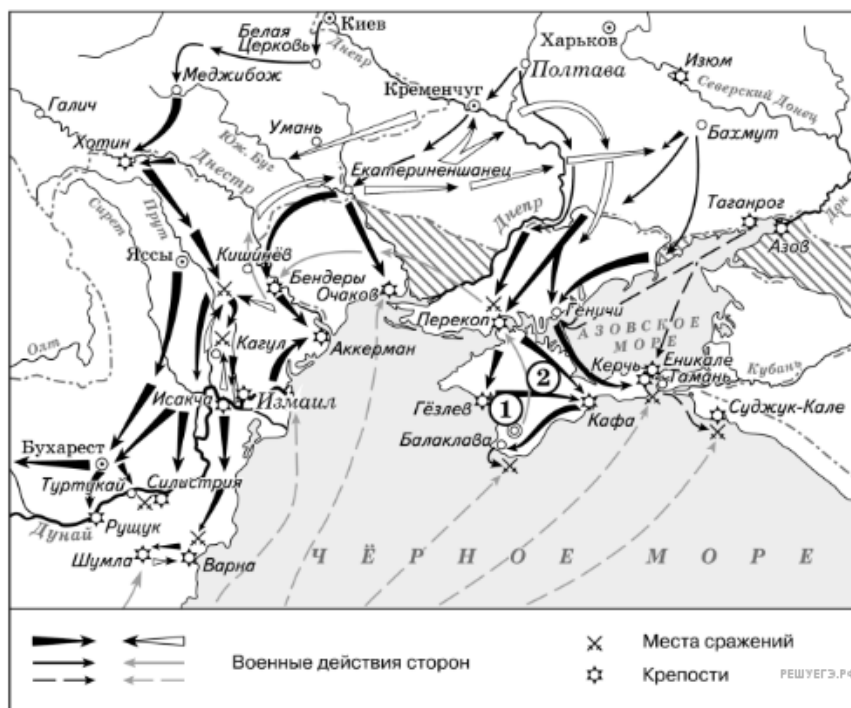 Киев
Белая
Церковь
Днепр
Харьков
Изюм
Полтава
Меджибож
Северский Донец
Кременчуг
Галич
Умань
Бахмут
Хотин
Юж. Буг
Днестр
Екатериненшанец
Таганрог
Дон
Днепр
Азов
Сирет
Прут
Яссы
Кишинёв
Бендеры
Очаков
Геничи
Перекоп
АЗОВСКОЕ
МОРЕ
Олт
Кагул
Аккерман
Еникале
Керчь
Тамань
Кубань
2
Исакча
Измаил
Гёзлев
1
Кафа
Суджук-Кале
Бухарест
Балаклава
Туртукай
Силистрия
Дунай
Рущук
Шумла
Варна
ЧЁРНОЕ МОРЕ
Военные действия сторон
Места сражений
Крепости
РЕШУЕГЭ.РФ